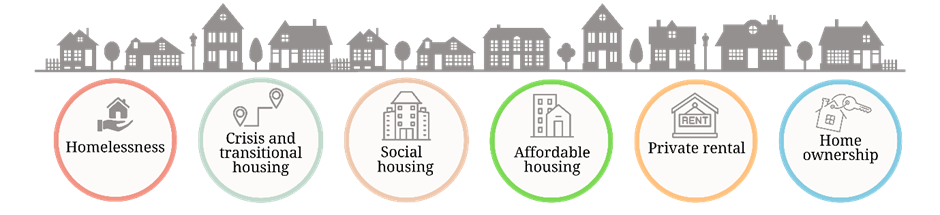 Homelessness
Crisis and
transitional
housing
Social
housing
Affordable
housing
RENT
Private rental
Home
ownership